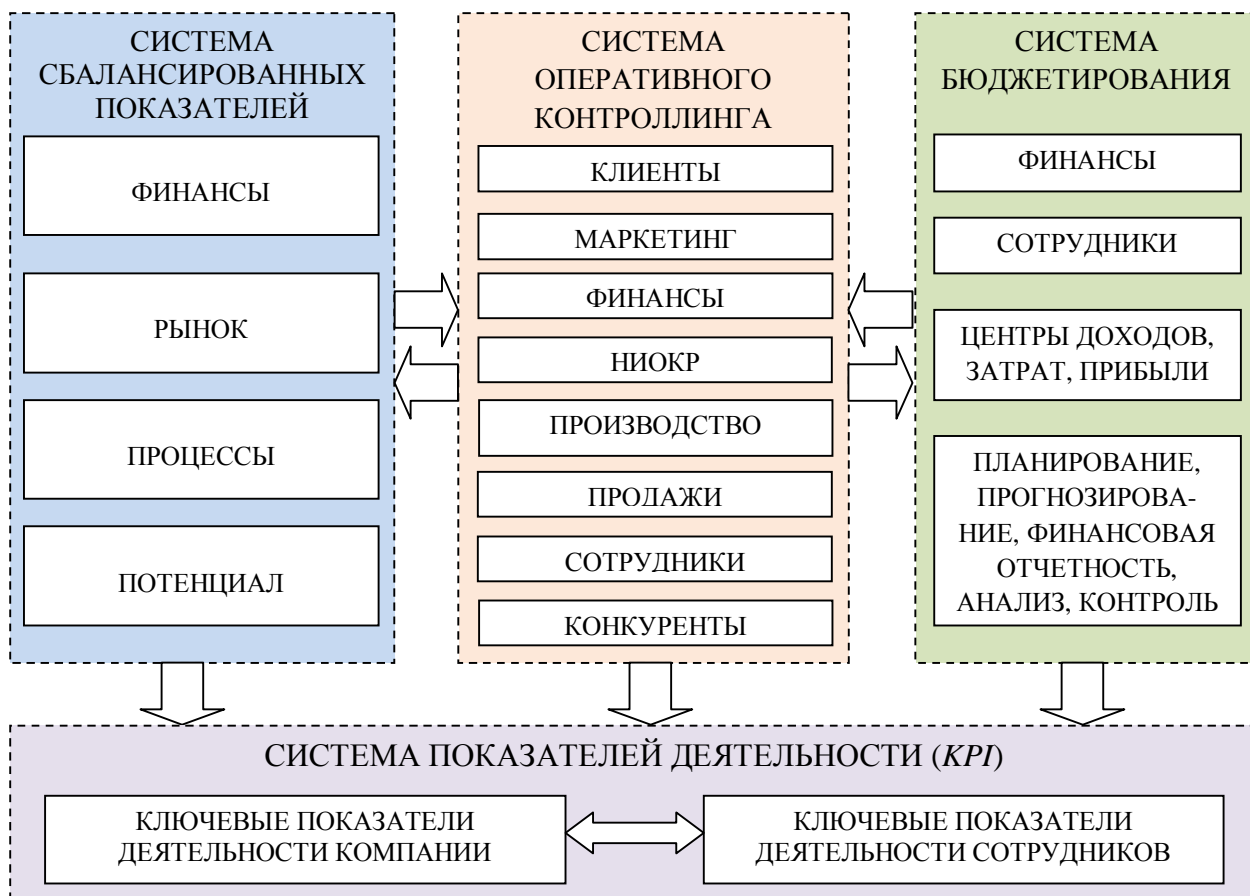 СИСТЕМА
СБАЛАНСИРОВАННЫХ
ПОКАЗАТЕЛЕЙ
ФИНАНСЫ
РЫНОК
ПРОЦЕССЫ
ПОТЕНЦИАЛ
СИСТЕМА
ОПЕРАТИВНОГО
КОНТРОЛЛИНГА
КЛИЕНТЫ
МАРКЕТИНГ
ФИНАНСЫ
НИОКР
ПРОИЗВОДСТВО
ПРОДАЖИ
СОТРУДНИКИ
КОНКУРЕНТЫ
СИСТЕМА
БЮДЖЕТИРОВАНИЯ
ФИНАНСЫ
СОТРУДНИКИ
ЦЕНТРЫ ДОХОДОВ,
ЗАТРАТ, ПРИБЫЛИ
ПЛАНИРОВАНИЕ,
ПРОГНОЗИРОВА-
НИЕ, ФИНАНСОВАЯ
ОТЧЕТНОСТЬ,
АНАЛИЗ, КОНТРОЛЬ
СИСТЕМА ПОКАЗАТЕЛЕЙ ДЕЯТЕЛЬНОСТИ (KPI)
КЛЮЧЕВЫЕ ПОКАЗАТЕЛИ
ДЕЯТЕЛЬНОСТИ КОМПАНИИ
КЛЮЧЕВЫЕ ПОКАЗАТЕЛИ
ДЕЯТЕЛЬНОСТИ СОТРУДНИКОВ